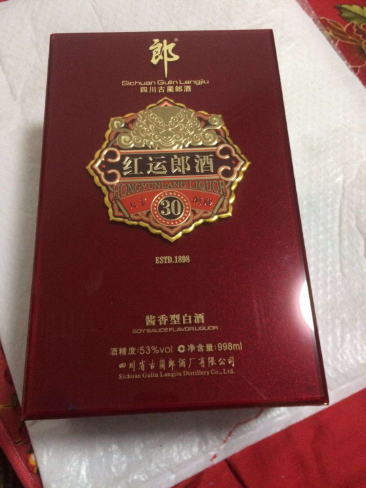 郎
Sichuan Gulin Langjiu
四川古蔺郎酒
红运郎酒
HONGYUNLANG LIQUOR
30
ESTD.1898
酱香型白酒
SOY SAUCE FLAVOR LIQUOR
酒精度:53%vol 净含量:998ml
四川省古蔺郎酒厂有限公司
Sichuan Gulin Langjiu Distillery Co., Ltd.